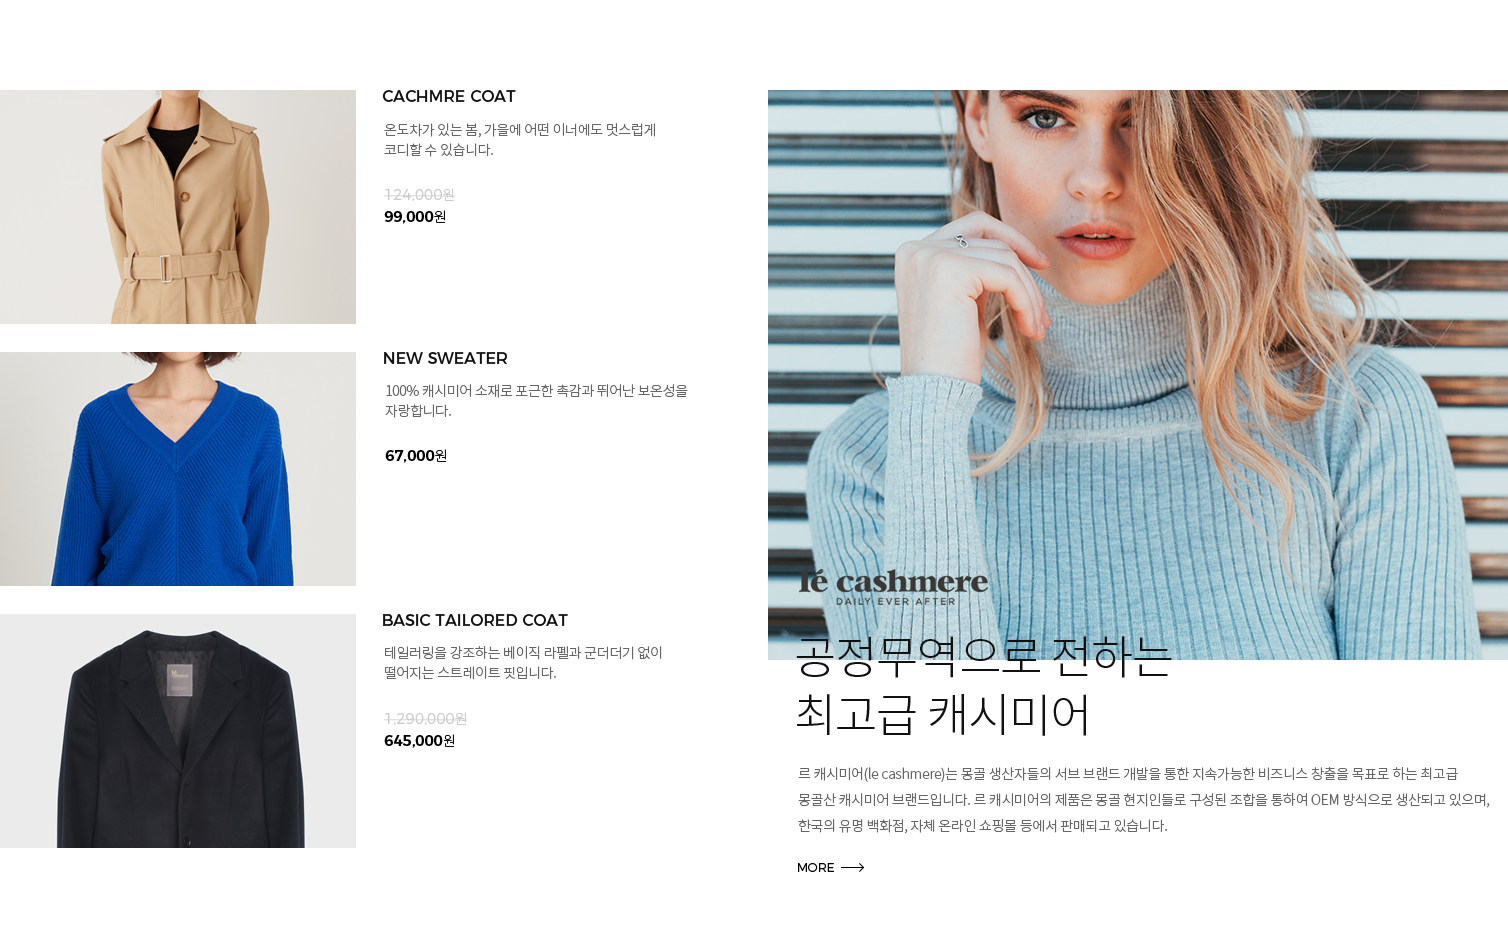 CACHMRE COAT
온도차가 있는 봄, 가을에 어떤 이너에도 멋스럽게
코디할 수 있습니다.
124,000원
99,000원
NEW SWEATER
100% 캐시미어 소재로 포근한 촉감과 뛰어난 보온성을
자랑합니다.
67,000원
BASIC TAILORED COAT
테일러링을 강조하는 베이직 라펠과 군더더기 없이
떨어지는 스트레이트 핏입니다.
1,290,000원
645,000원
lé cashmere
DAILY EVER AFTER
공정무역으로 전하는
최고급 캐시미어
르 캐시미어(le cashmere)는 몽골 생산자들의 서브 브랜드 개발을 통한 지속가능한 비즈니스 창출을 목표로 하는 최고급
몽골산 캐시미어 브랜드입니다. 르 캐시미어의 제품은 몽골 현지인들로 구성된 조합을 통하여 OEM 방식으로 생산되고 있으며,
한국의 유명 백화점, 자체 온라인 쇼핑몰 등에서 판매되고 있습니다.
MORE